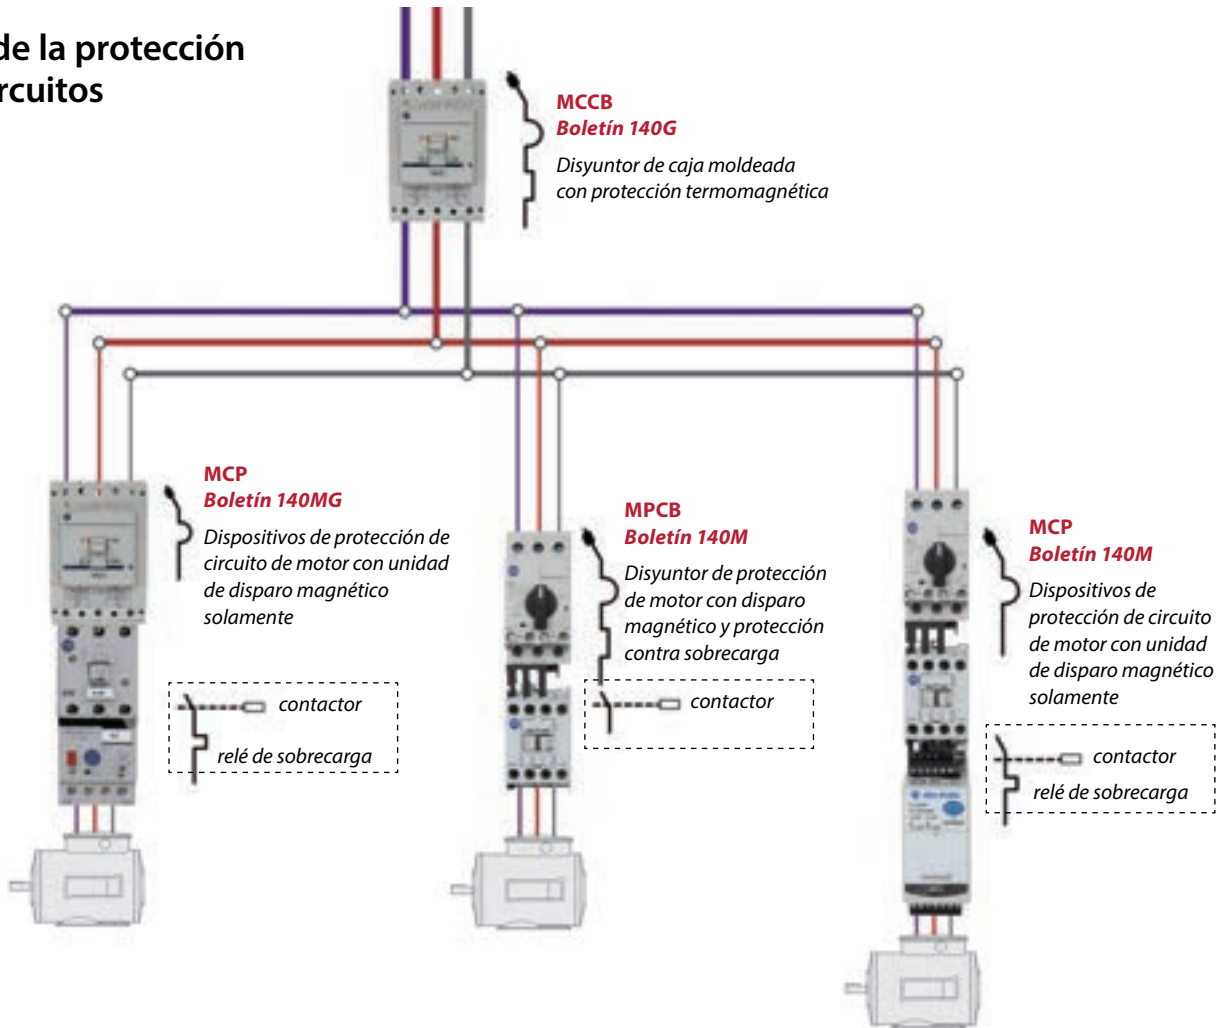 de la protección
rcuitos
MCCB
Boletín 140G
Disyuntor de caja moldeada
con protección termomagnética
MCP
Boletín 140MG
Dispositivos de protección de
circuito de motor con unidad
de disparo magnético
solamente
contactor
relé de sobrecarga
MPCB
Boletín 140M
Disyuntor de protección
de motor con disparo
magnético y protección
contra sobrecarga
contactor
MCP
Boletín 140M
Dispositivos de
protección de circuito
de motor con unidad
de disparo magnético
solamente
contactor
relé de sobrecarga